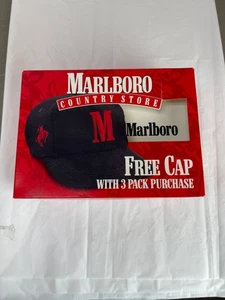 MARLBORO
COUNTRY STORE
M
Marlboro
FREE CAP
WITH 3 PACK PURCHASE